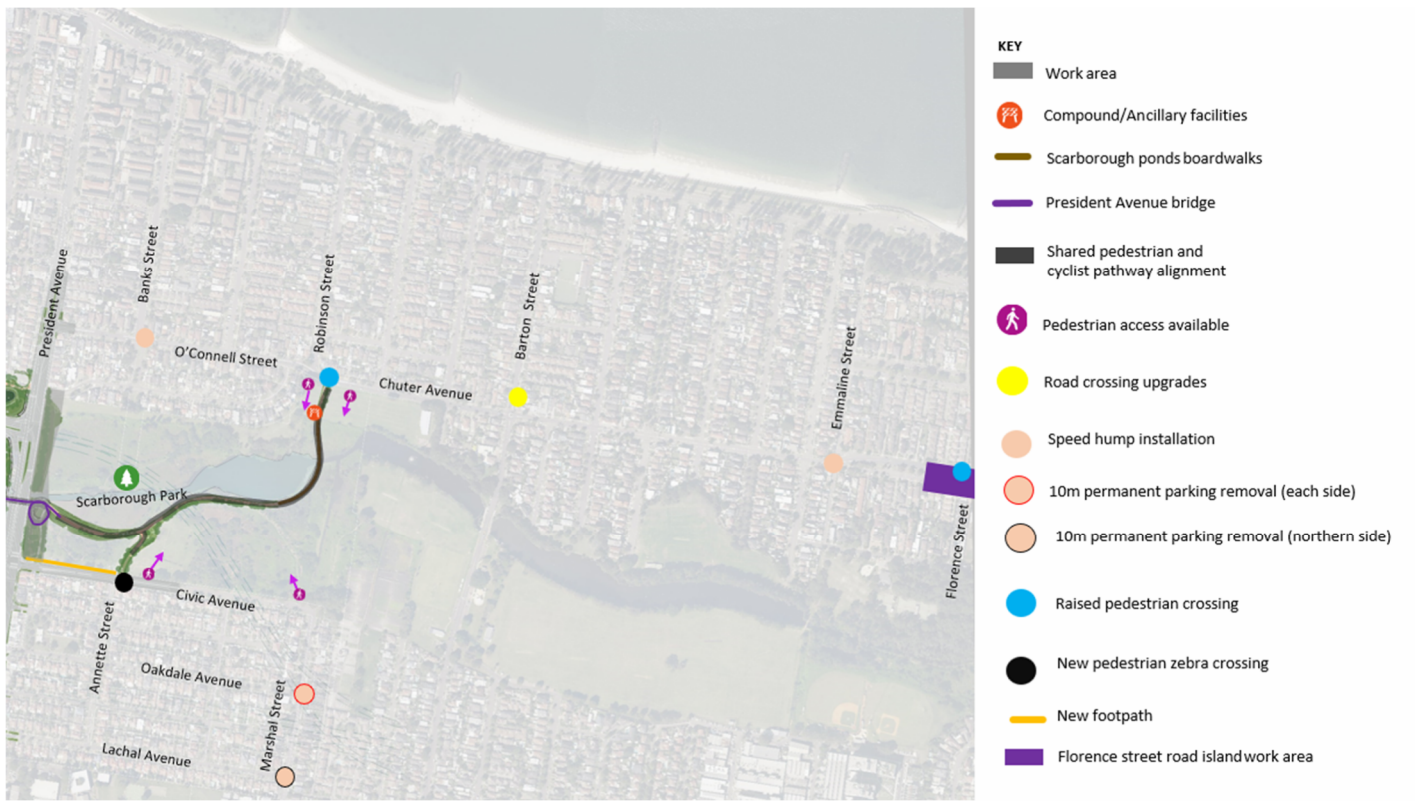 President Avenue
Banks Street
O'Connell Street
Robinson Street
Chuter Avenue
Barton Street
Emmaline Street
Florence Street
Scarborough Park
Civic Avenue
Annette Street
Oakdale Avenue
Marshal Street
Lachal Avenue
KEY
Work area
Compound/Ancillary facilities
Scarborough ponds boardwalks
President Avenue bridge
Shared pedestrian and
cyclist pathway alignment
Pedestrian access available
Road crossing upgrades
Speed hump installation
10m permanent parking removal (each side)
10m permanent parking removal (northern side)
Raised pedestrian crossing
New pedestrian zebra crossing
New footpath
Florence street road island work area